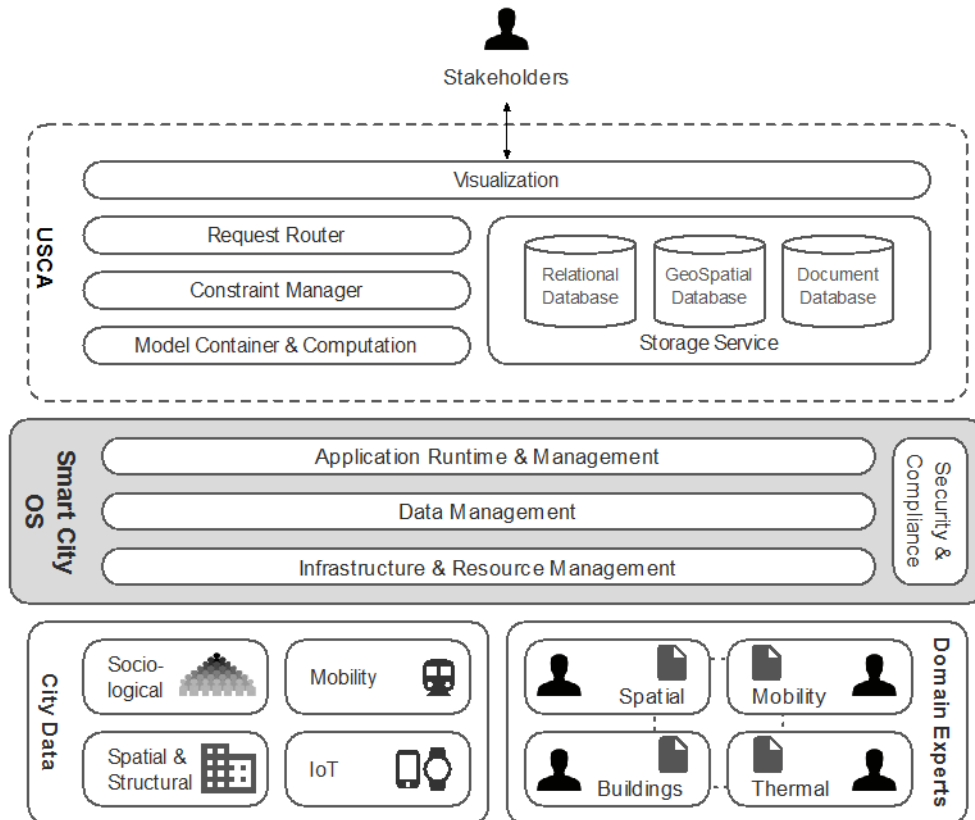 Stakeholders
USCA
Visualization
Request Router
Constraint Manager
Model Container & Computation
Relational
Database
GeoSpatial
Database
Document
Database
Storage Service
Smart City
OS
Application Runtime & Management
Data Management
Infrastructure & Resource Management
Security &
Compliance
City Data
Socio-
logical
Mobility
Spatial &
Structural
IoT
Spatial
Mobility
Buildings
Thermal
Domain Experts